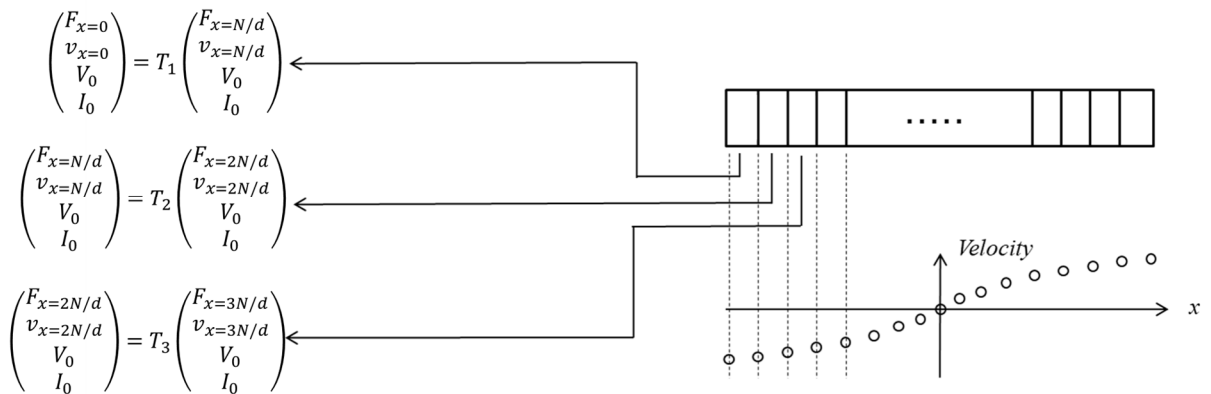 F_{x=0} F_{x=N/d}
v_{x=0} = T_1 v_{x=N/d}
V_0 V_0
I_0 I_0
.....
F_{x=N/d} F_{x=2N/d}
v_{x=N/d} = T_2 v_{x=2N/d}
V_0 V_0
I_0 I_0
Velocity
x
F_{x=2N/d} F_{x=3N/d}
v_{x=2N/d} = T_3 v_{x=3N/d}
V_0 V_0
I_0 I_0